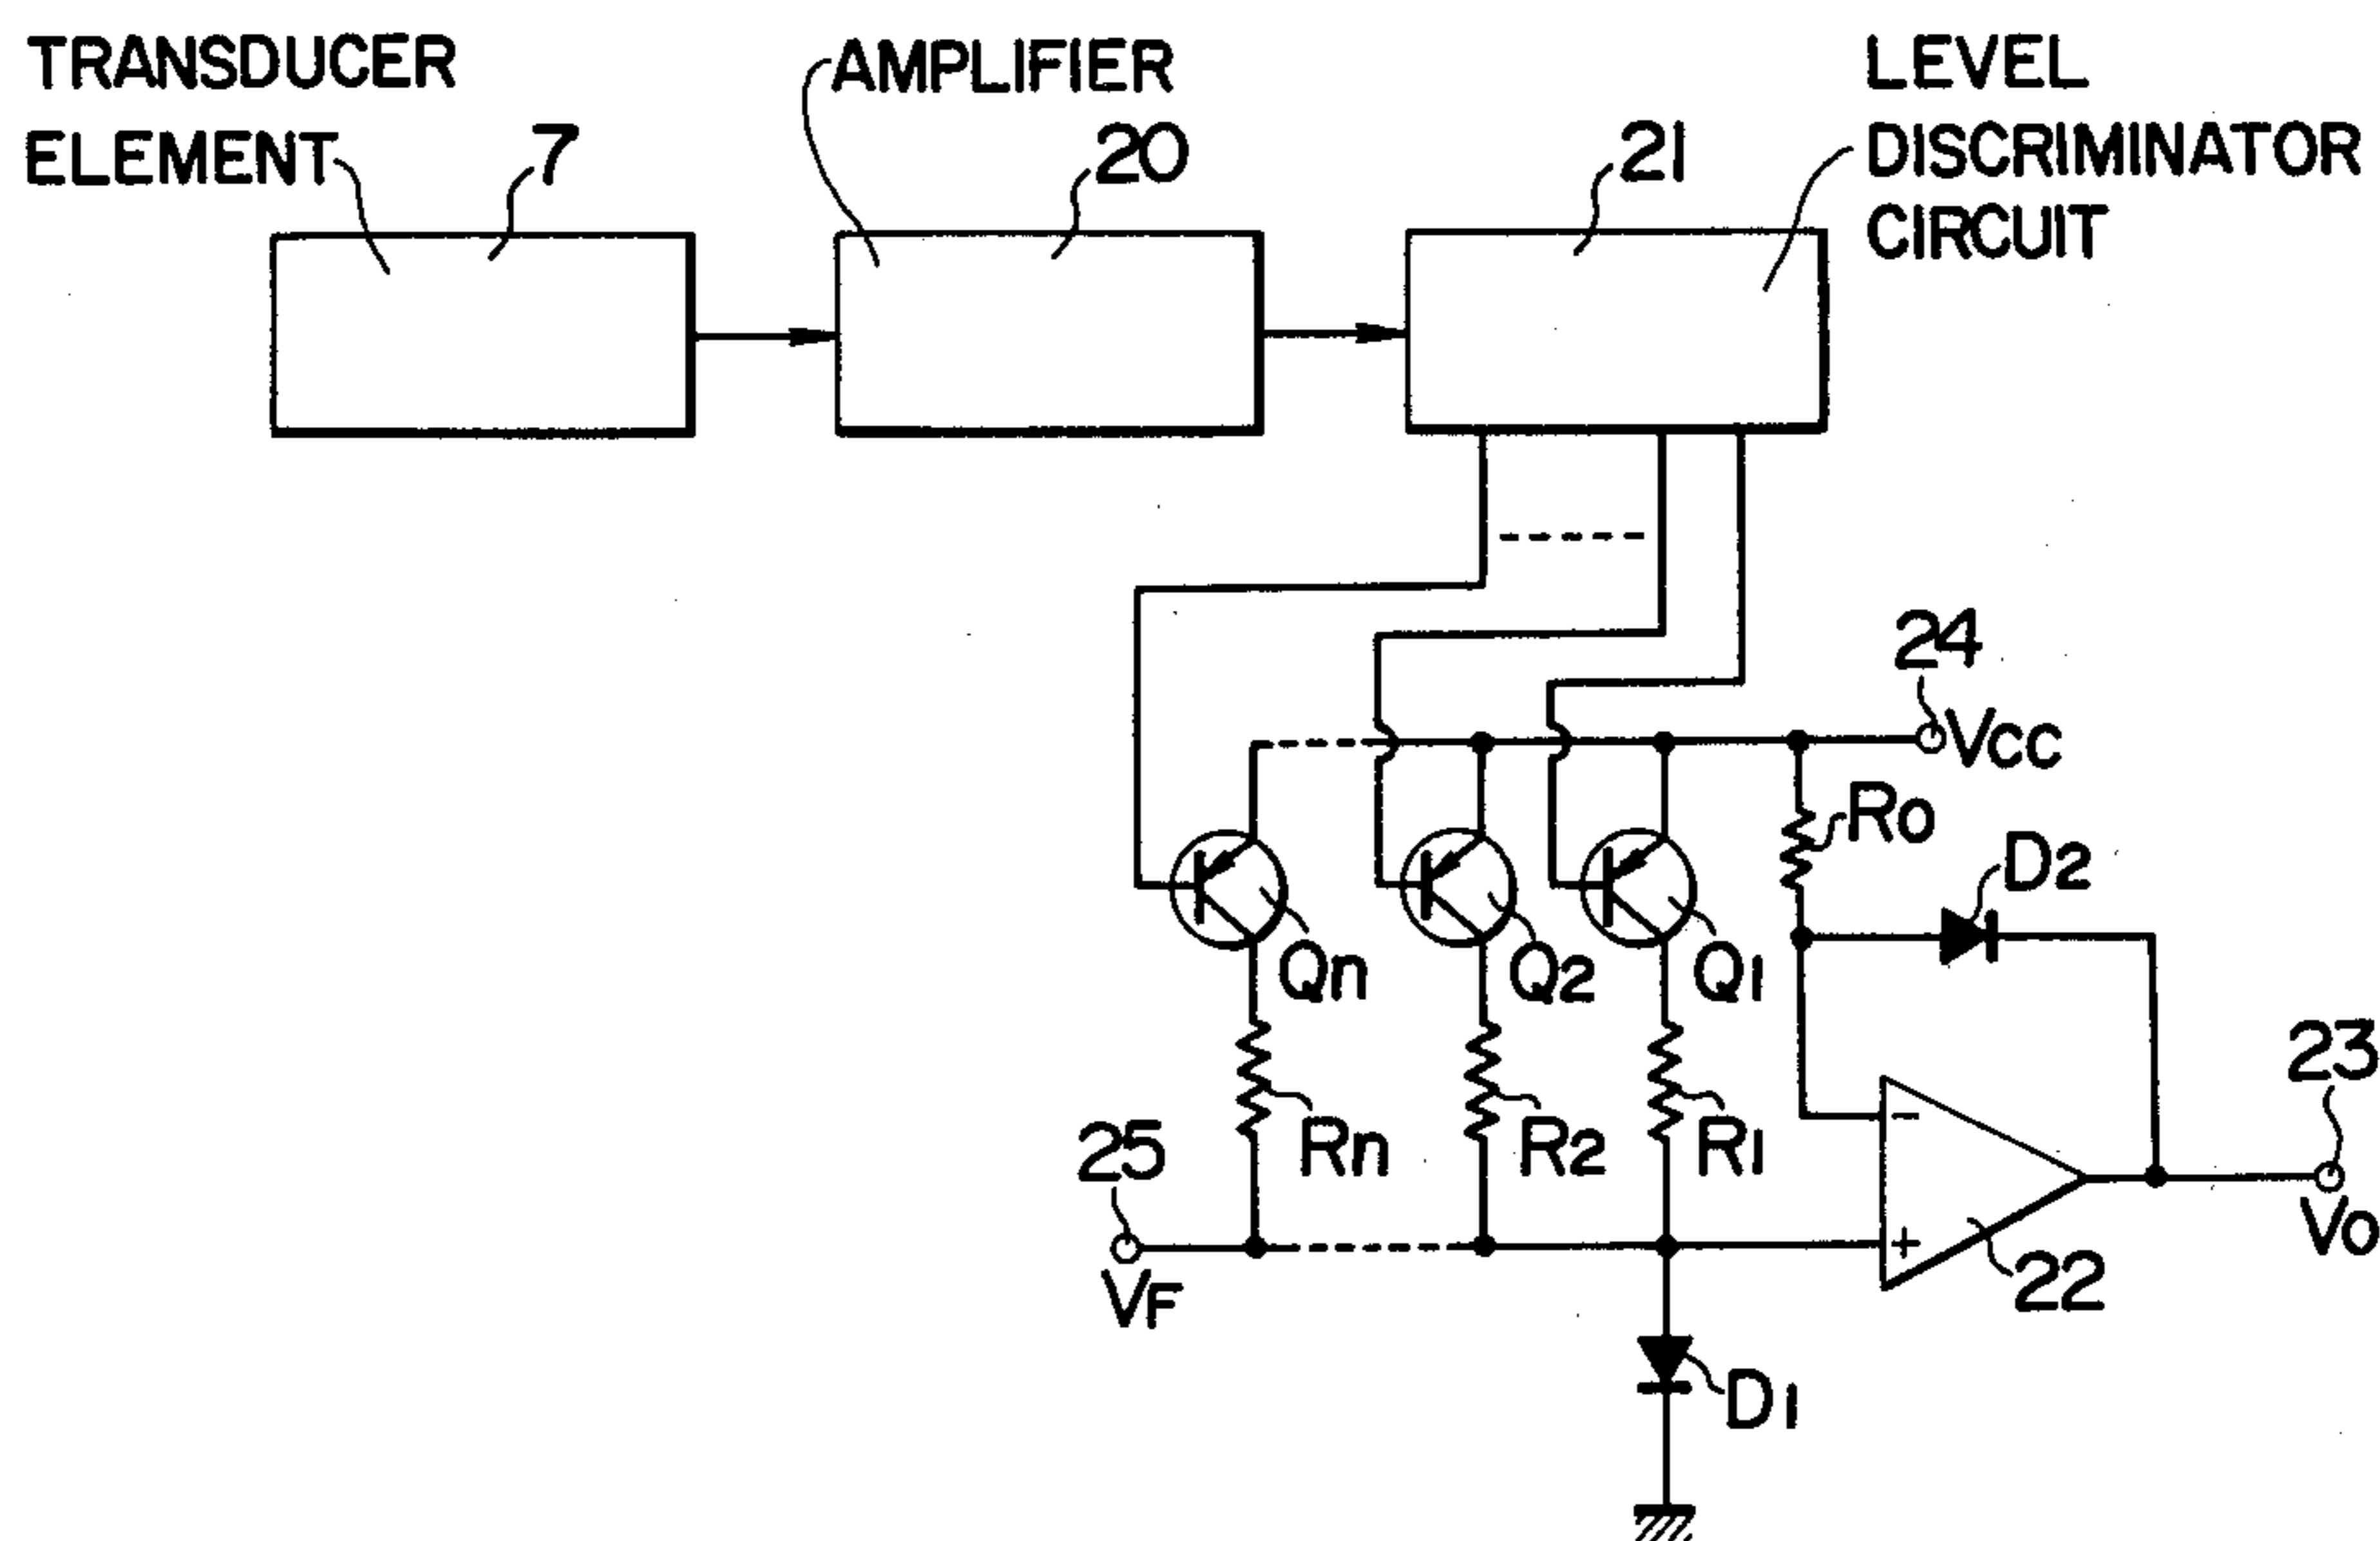 TRANSDUCER
ELEMENT
7
AMPLIFIER
20
21
LEVEL
DISCRIMINATOR
CIRCUIT
24
VCC
R0
D2
Qn
Q2
Q1
23
25
Rn
R2
R1
−
+
VF
VO
22
D1